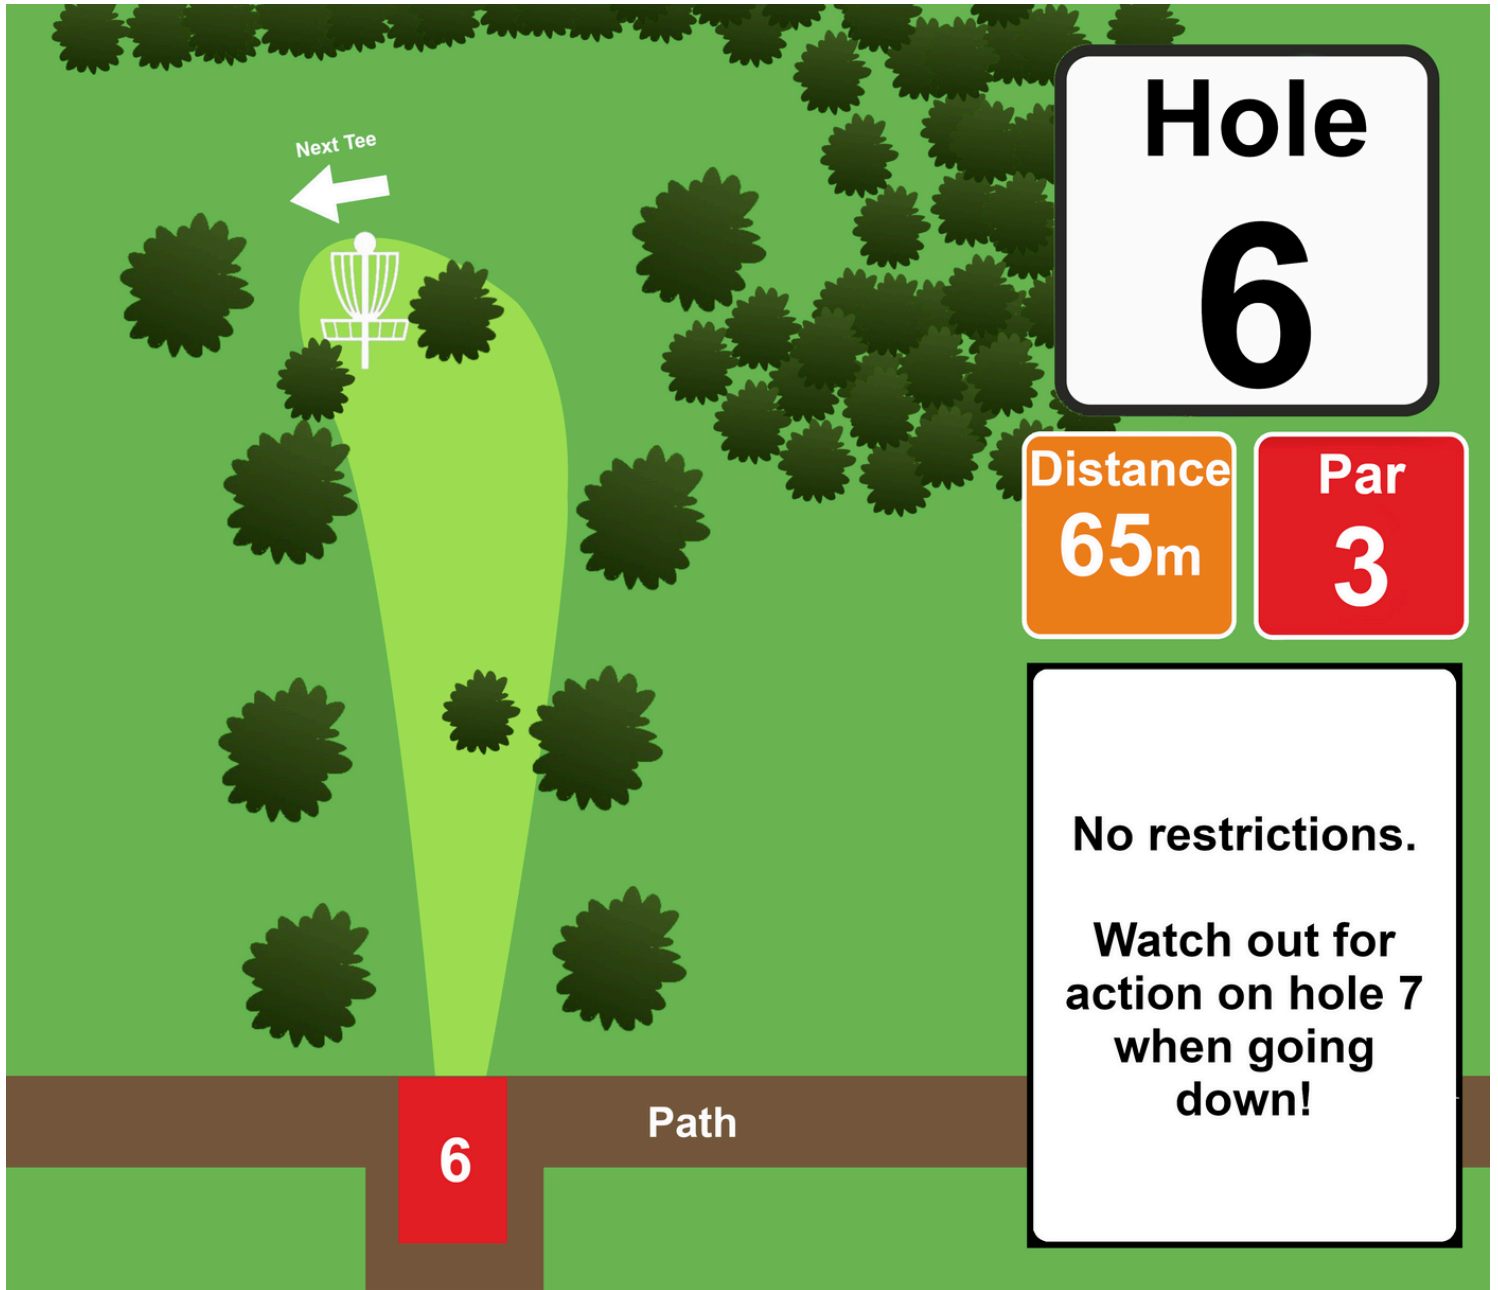 Next Tee
Hole
6
Distance
65m
Par
3
No restrictions.
Watch out for
action on hole 7
when going
down!
Path
6